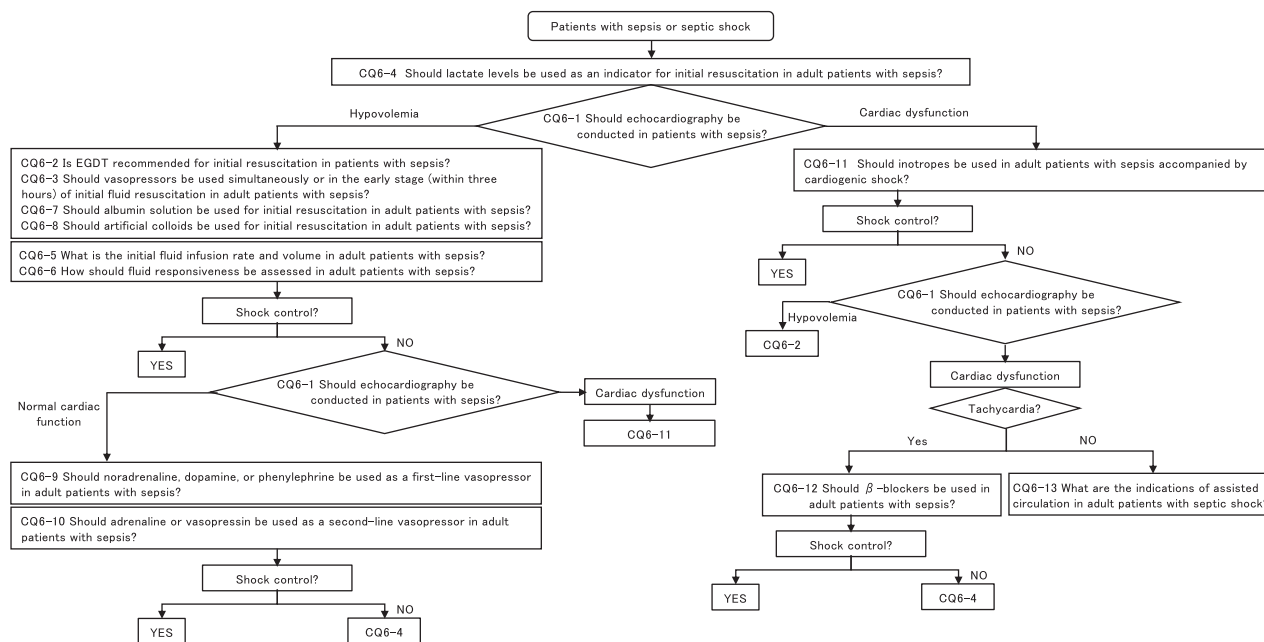 Patients with sepsis or septic shock
CQ6-4 Should lactate levels be used as an indicator for initial resuscitation in adult patients with sepsis?
Hypovolemia
CQ6-1 Should echocardiography be
conducted in patients with sepsis?
Cardiac dysfunction
CQ6-2 Is EGDT recommended for initial resuscitation in patients with sepsis?
CQ6-3 Should vasopressors be used simultaneously or in the early stage (within three
hours) of initial fluid resuscitation in adult patients with sepsis?
CQ6-7 Should albumin solution be used for initial resuscitation in adult patients with sepsis?
CQ6-8 Should artificial colloids be used for initial resuscitation in adult patients with sepsis?
CQ6-5 What is the initial fluid infusion rate and volume in adult patients with sepsis?
CQ6-6 How should fluid responsiveness be assessed in adult patients with sepsis?
Shock control?
YES
NO
CQ6-1 Should echocardiography be
conducted in patients with sepsis?
Normal cardiac
function
Cardiac dysfunction
CQ6-11
CQ6-9 Should noradrenaline, dopamine, or phenylephrine be used as a first-line vasopressor
in adult patients with sepsis?
CQ6-10 Should adrenaline or vasopressin be used as a second-line vasopressor in adult
patients with sepsis?
Shock control?
YES
NO
CQ6-4
CQ6-11 Should inotropes be used in adult patients with sepsis accompanied by
cardiogenic shock?
Shock control?
YES
NO
CQ6-1 Should echocardiography be
conducted in patients with sepsis?
Hypovolemia
CQ6-2
Cardiac dysfunction
Tachycardia?
Yes
NO
CQ6-12 Should β-blockers be used in
adult patients with sepsis?
CQ6-13 What are the indications of assisted
circulation in adult patients with septic shock?
Shock control?
YES
NO
CQ6-4